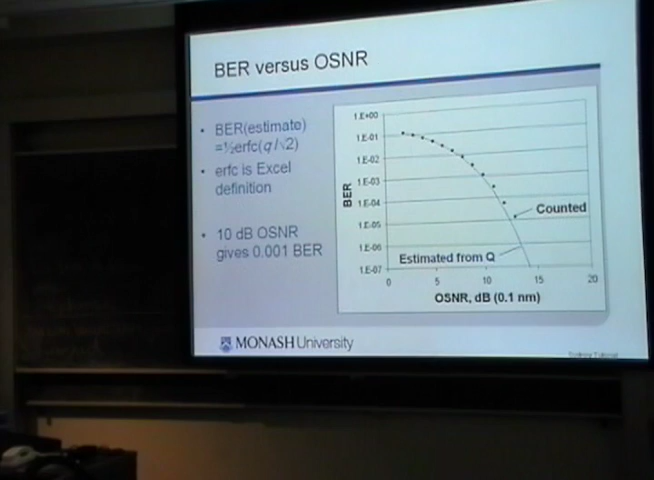 BER versus OSNR
• BER(estimate)
=½erfc(q/√2)
• erfc is Excel
definition
• 10 dB OSNR
gives 0.001 BER
1.E+00
1.E-01
1.E-02
1.E-03
1.E-04
1.E-05
1.E-06
1.E-07
BER
Counted
Estimated from Q
0 5 10 15 20
OSNR, dB (0.1 nm)
MONASH University
Sydney Tutorial